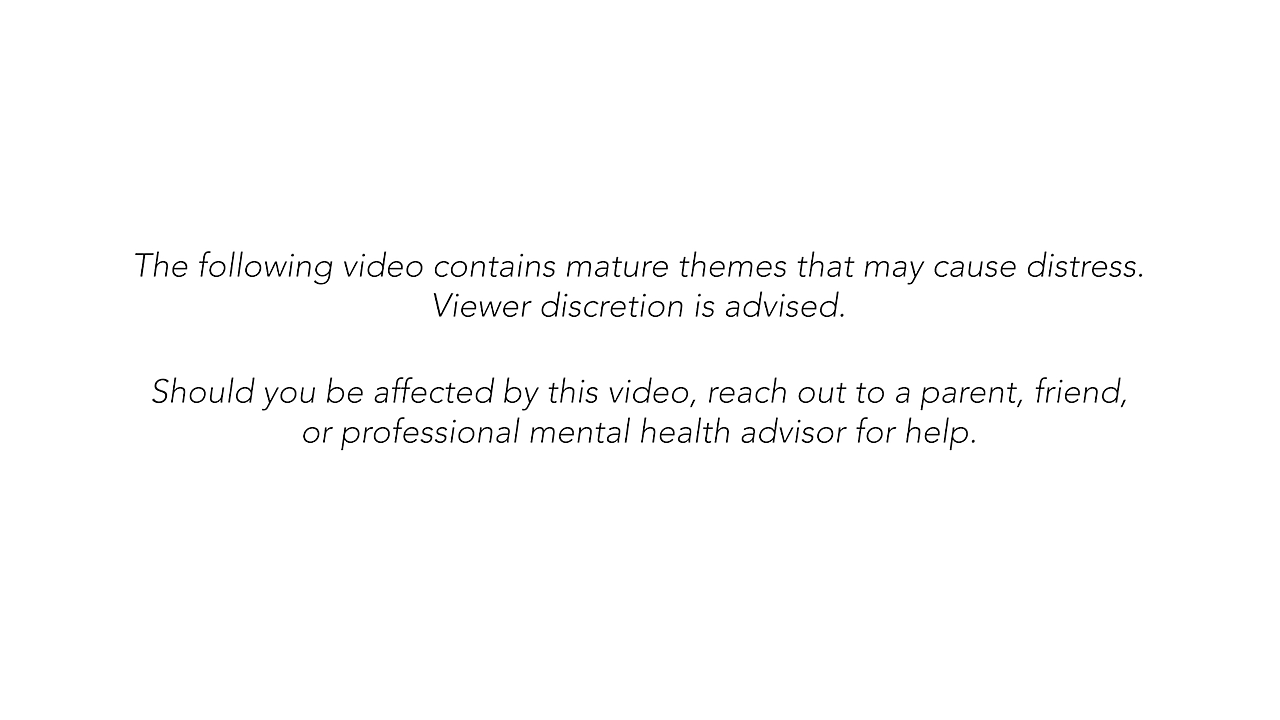 The following video contains mature themes that may cause distress.
Viewer discretion is advised.
Should you be affected by this video, reach out to a parent, friend,
or professional mental health advisor for help.